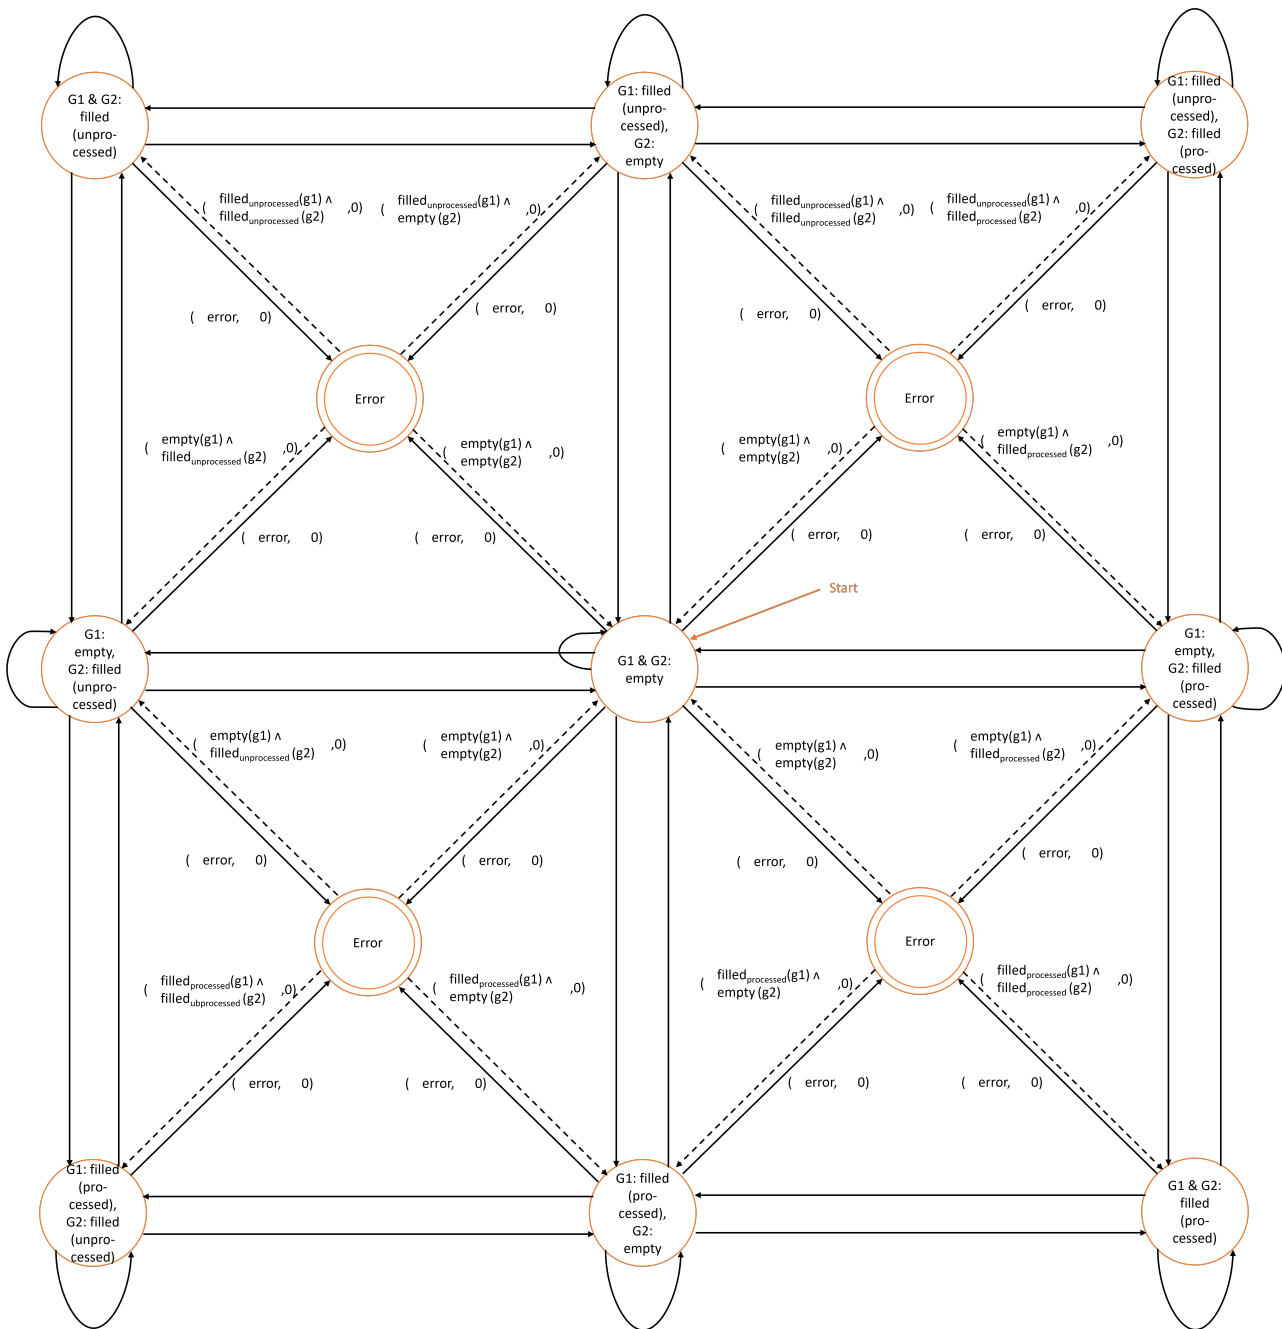 G1 & G2:
filled
(unpro-
cessed)
G1: filled
(unpro-
cessed),
G2:
empty
G1: filled
(unpro-
cessed),
G2: filled
(pro-
cessed)
( filledunprocessed(g1) ∧
filledunprocessed(g2) ,0)
( filledunprocessed(g1) ∧
empty(g2) ,0)
( filledunprocessed(g1) ∧
filledunprocessed(g2) ,0)
( filledunprocessed(g1) ∧
filledprocessed(g2) ,0)
( error, 0)
( error, 0)
( error, 0)
( error, 0)
Error
Error
( empty(g1) ∧
filledunprocessed(g2) ,0)
( empty(g1) ∧
empty(g2) ,0)
( empty(g1) ∧
empty(g2) ,0)
( empty(g1) ∧
filledprocessed(g2) ,0)
( error, 0)
( error, 0)
( error, 0)
( error, 0)
Start
G1:
empty,
G2: filled
(unpro-
cessed)
G1 & G2:
empty
G1:
empty,
G2: filled
(pro-
cessed)
( empty(g1) ∧
filledunprocessed(g2) ,0)
( empty(g1) ∧
empty(g2) ,0)
( empty(g1) ∧
empty(g2) ,0)
( empty(g1) ∧
filledprocessed(g2) ,0)
( error, 0)
( error, 0)
( error, 0)
( error, 0)
Error
Error
( filledprocessed(g1) ∧
filledubprocessed(g2) ,0)
( filledprocessed(g1) ∧
empty(g2) ,0)
( filledprocessed(g1) ∧
empty(g2) ,0)
( filledprocessed(g1) ∧
filledprocessed(g2) ,0)
( error, 0)
( error, 0)
( error, 0)
( error, 0)
G1: filled
(pro-
cessed),
G2: filled
(unpro-
cessed)
G1: filled
(pro-
cessed),
G2:
empty
G1 & G2:
filled
(pro-
cessed)